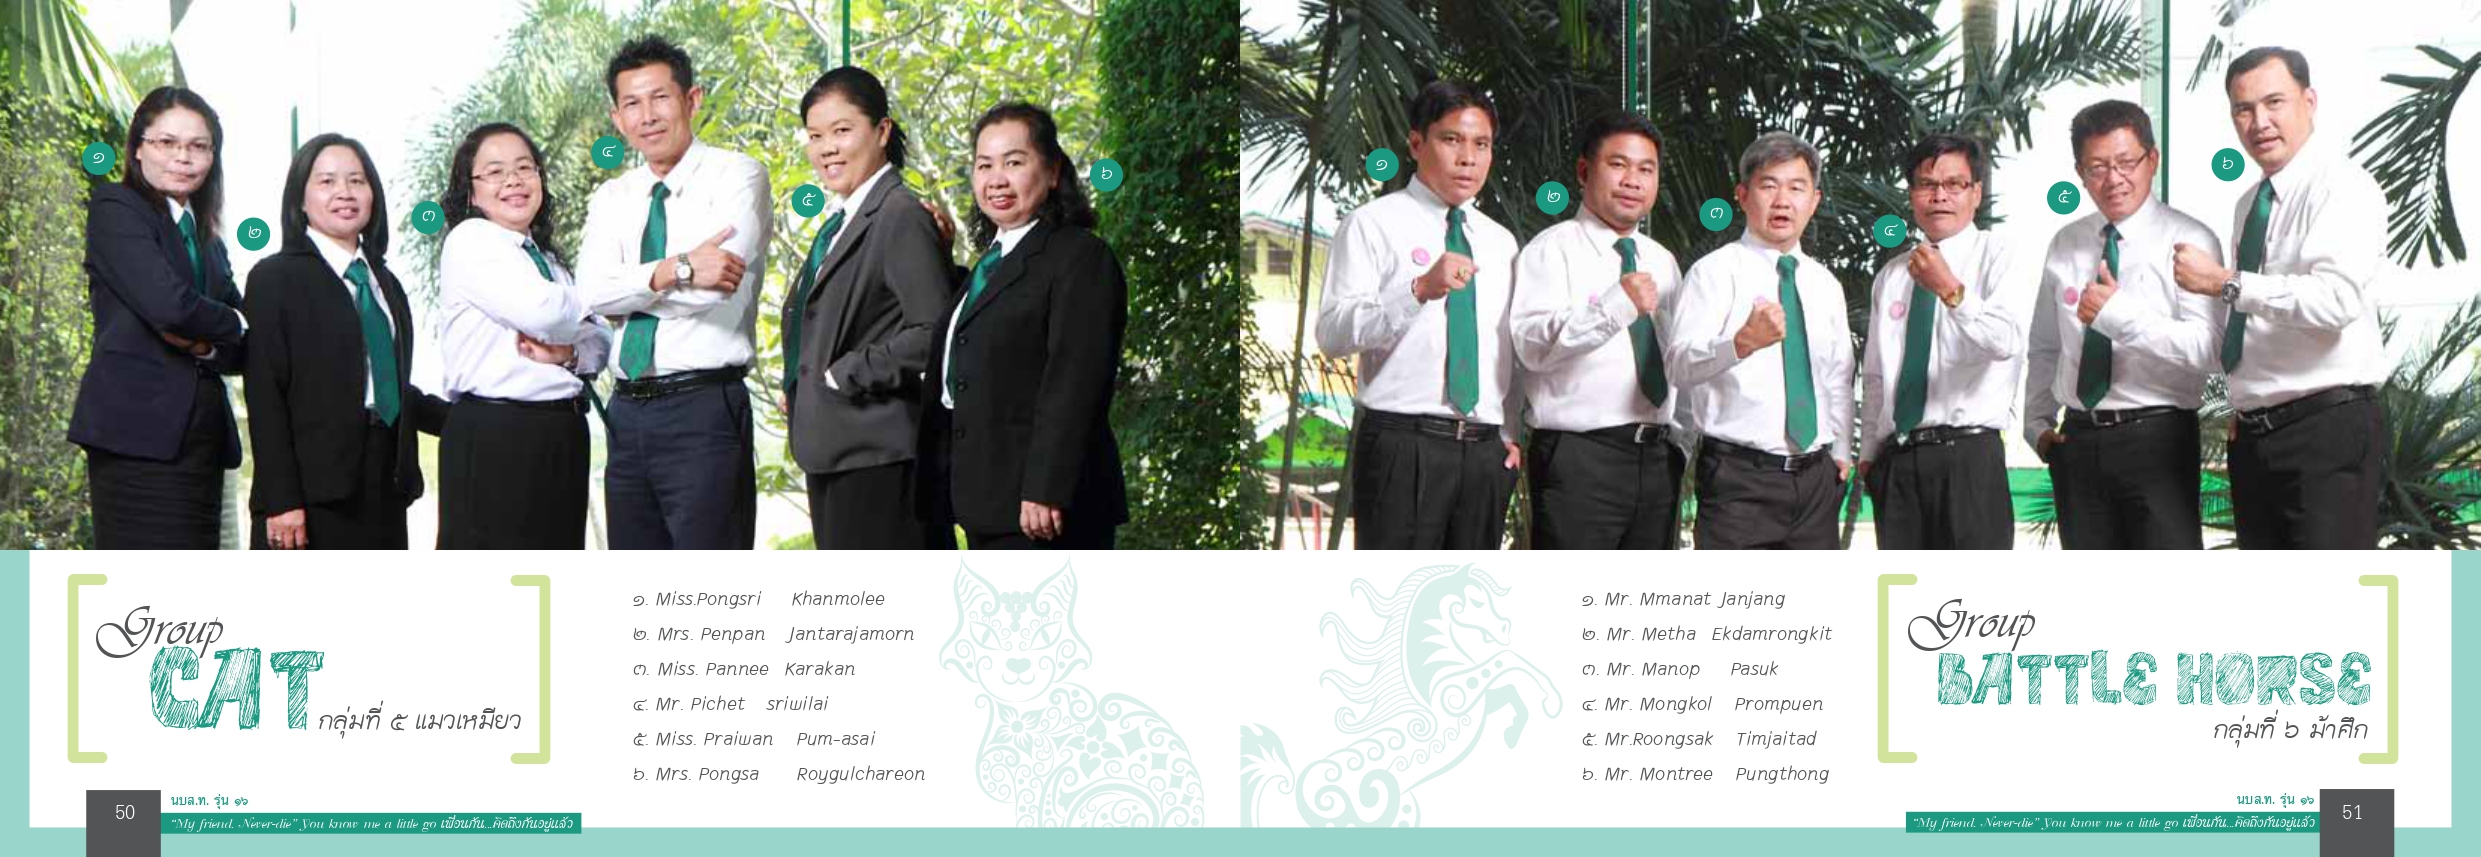 ๑
๒
๓
๔
๕
๖
Group
CAT
กลุ่มที่ ๕ แมวเหมียว
๑. Miss.Pongsri Khanmolee
๒. Mrs. Penpan Jantarajamorn
๓. Miss. Pannee Karakan
๔. Mr. Pichet sriwilai
๕. Miss. Praiwan Pum-asai
๖. Mrs. Pongsa Roygulchareon
50
นบส.ท. รุ่น ๑๖
“My friend. Never-die” You know me a little go เพื่อนกัน...คิดถึงกันอยู่แล้ว
๑
๒
๓
๔
๕
๖
๑. Mr. Mmanat Janjang
๒. Mr. Metha Ekdamrongkit
๓. Mr. Manop Pasuk
๔. Mr. Mongkol Prompuen
๕. Mr.Roongsak Timjaitad
๖. Mr. Montree Pungthong
Group
BATTLE HORSE
กลุ่มที่ ๖ ม้าศึก
นบส.ท. รุ่น ๑๖
“My friend. Never-die” You know me a little go เพื่อนกัน...คิดถึงกันอยู่แล้ว
51